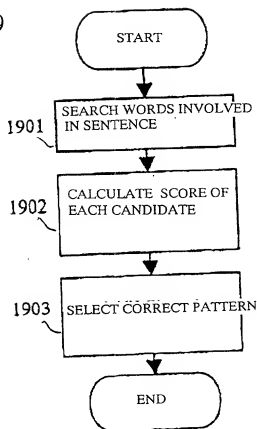 9
START
SEARCH WORDS INVOLVED
IN SENTENCE
1901
CALCULATE SCORE OF
EACH CANDIDATE
1902
SELECT CORRECT PATTERN
1903
END